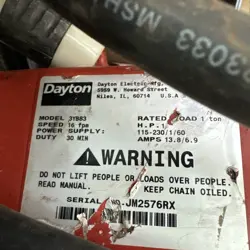 3033
Dayton
Dayton Electric Mfg.
5959 W. Howard Street
Niles, IL, 60714 U.S.A
MODEL 3YB83 RATED LOAD 1/ton
SPEED 16 fpm H.P. 1
POWER SUPPLY: 115-230/1/60
DUTY 30 MIN AMPS 13.8/6.9
WARNING
DO NOT LIFT PEOPLE OR LOADS OVER PEOPLE.
READ MANUAL. KEEP CHAIN OILED.
SERIAL NO. JM2576RX